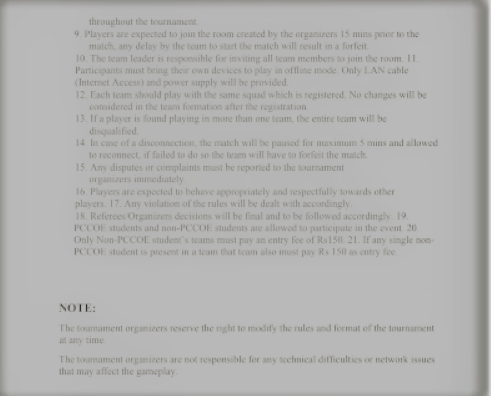 throughout the tournament.
9. Players are expected to join the room created by the organizers 15 mins prior to the
match, any delay by the team to start the match will result in a forfeit.
10. The team leader is responsible for inviting all team members to join the room. 11.
Participants must bring their own devices to play in offline mode. Only LAN cable
(Internet Access) and power supply will be provided.
12. Each team should play with the same squad which is registered. No changes will be
considered in the team formation after the registration.
13. If a player is found playing in more than one team, the entire team will be
disqualified.
14. In case of a disconnection, the match will be paused for maximum 5 mins and allowed
to reconnect, if failed to do so the team will have to forfeit the match.
15. Any disputes or complaints must be reported to the tournament
organizers immediately.
16. Players are expected to behave appropriately and respectfully towards other
players. 17. Any violation of the rules will be dealt with accordingly.
18. Referees/Organizers decisions will be final and to be followed accordingly. 19.
PCCOE students and non-PCCOE students are allowed to participate in the event. 20.
Only Non-PCCOE student's teams must pay an entry fee of Rs150. 21. If any single non-
PCCOE student is present in a team that team also must pay Rs 150 as entry fee.
NOTE:
The tournament organizers reserve the right to modify the rules and format of the tournament
at any time.
The tournament organizers are not responsible for any technical difficulties or network issues
that may affect the gameplay.